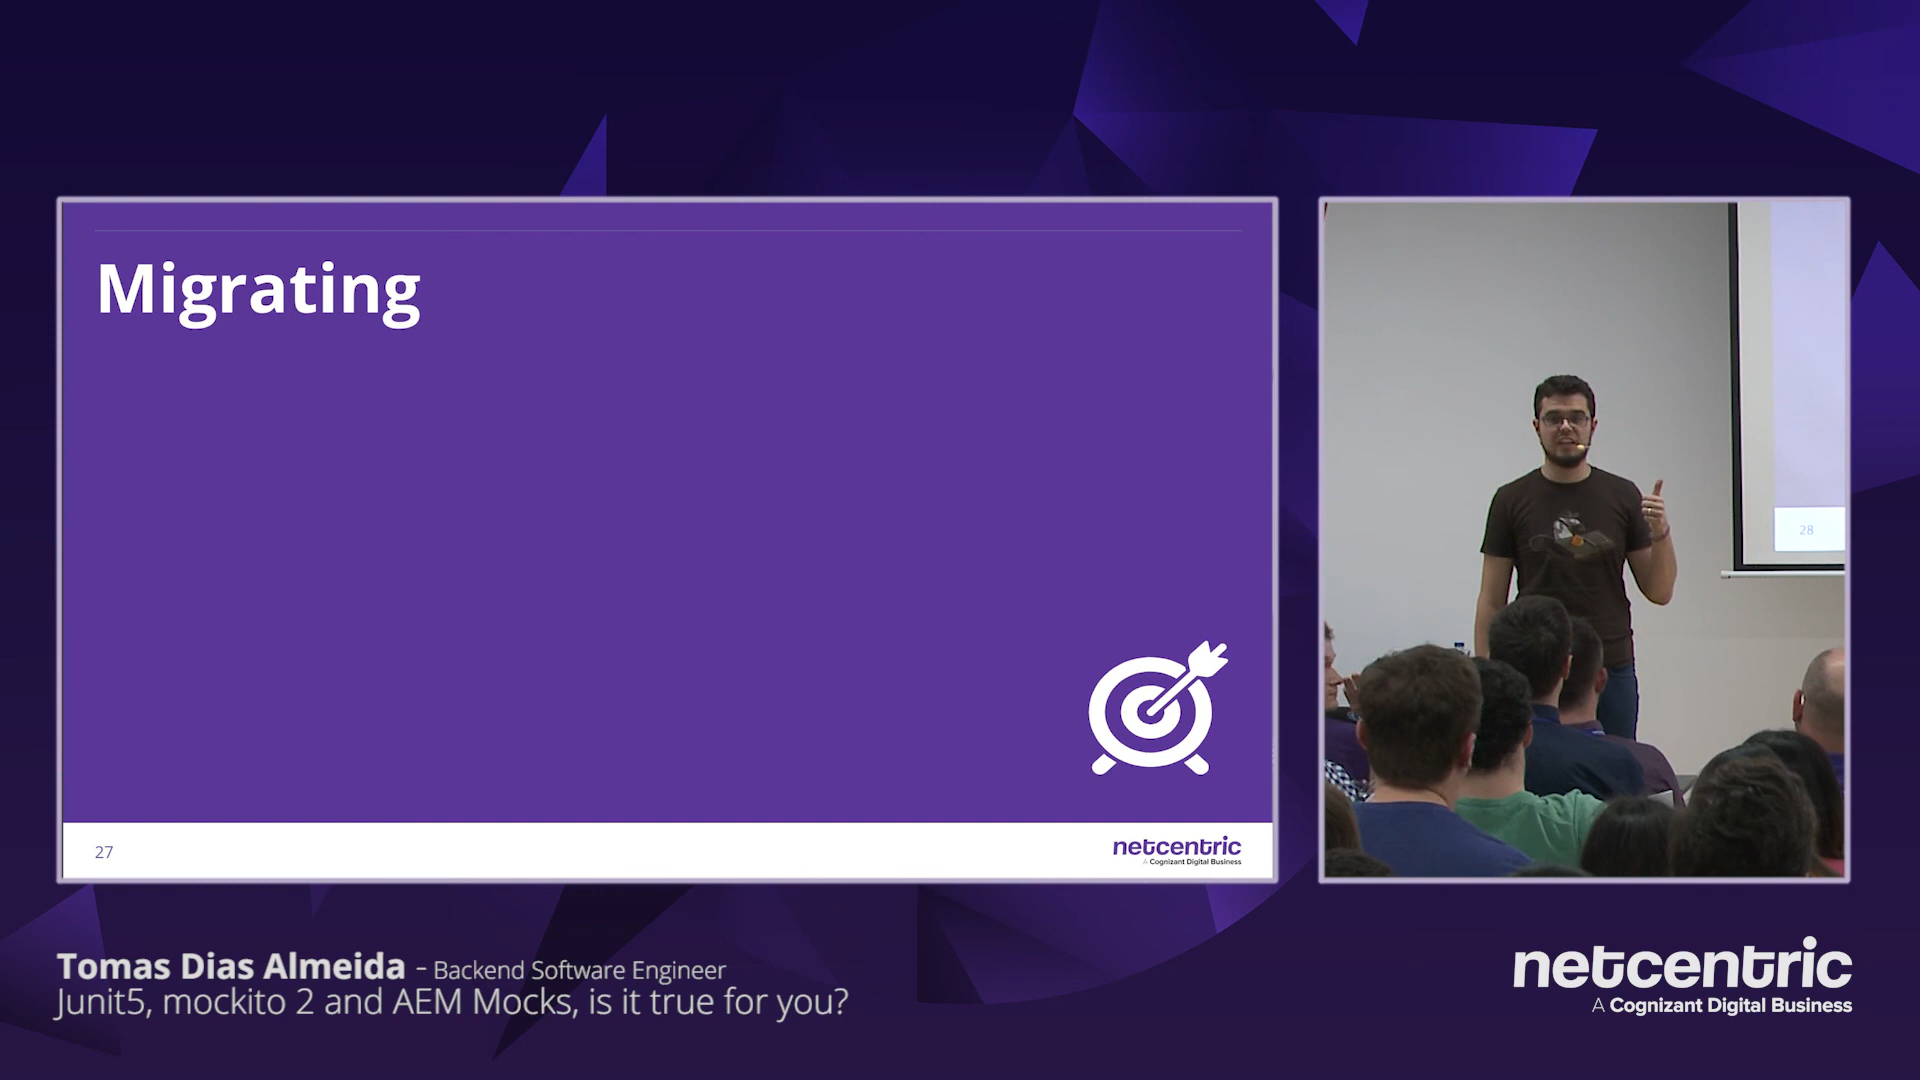 Migrating
27
netcentric
A Cognizant Digital Business
28
Tomas Dias Almeida - Backend Software Engineer
Junit5, mockito 2 and AEM Mocks, is it true for you?
netcentric
A Cognizant Digital Business